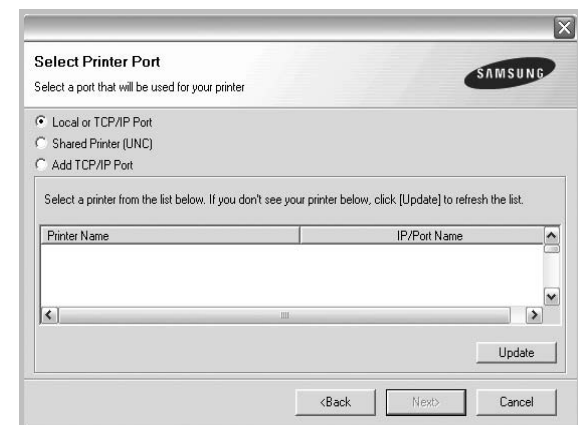 Select Printer Port
Select a port that will be used for your printer
SAMSUNG
Local or TCP/IP Port
Shared Printer (UNC)
Add TCP/IP Port
Select a printer from the list below. If you don't see your printer below, click [Update] to refresh the list.
Printer Name IP/Port Name
Update
<Back Next> Cancel